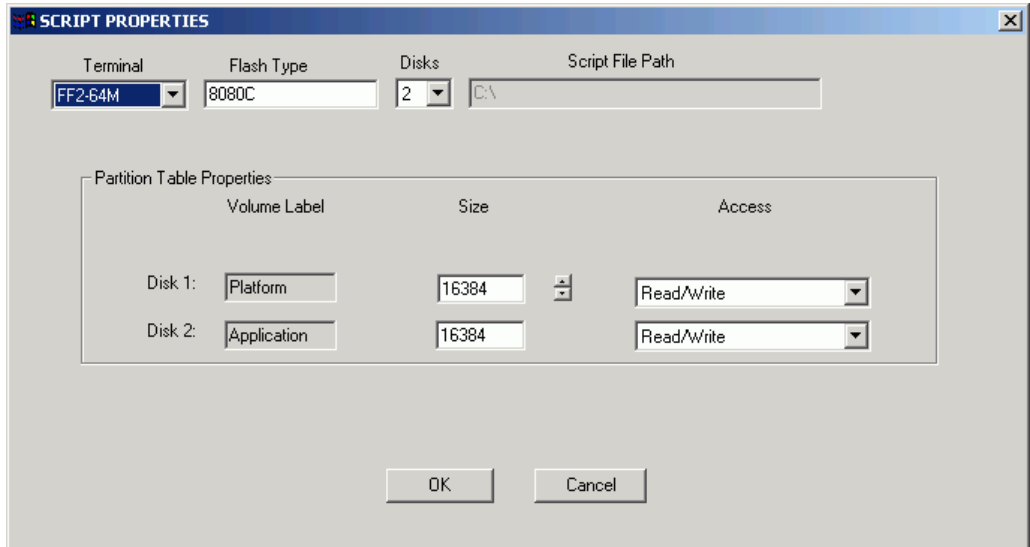 SCRIPT PROPERTIES
Terminal Flash Type Disks Script File Path
FF2-64M 8080C 2 C:\
Partition Table Properties
Volume Label Size Access
Disk 1: Platform 16384 Read/Write
Disk 2: Application 16384 Read/Write
OK Cancel